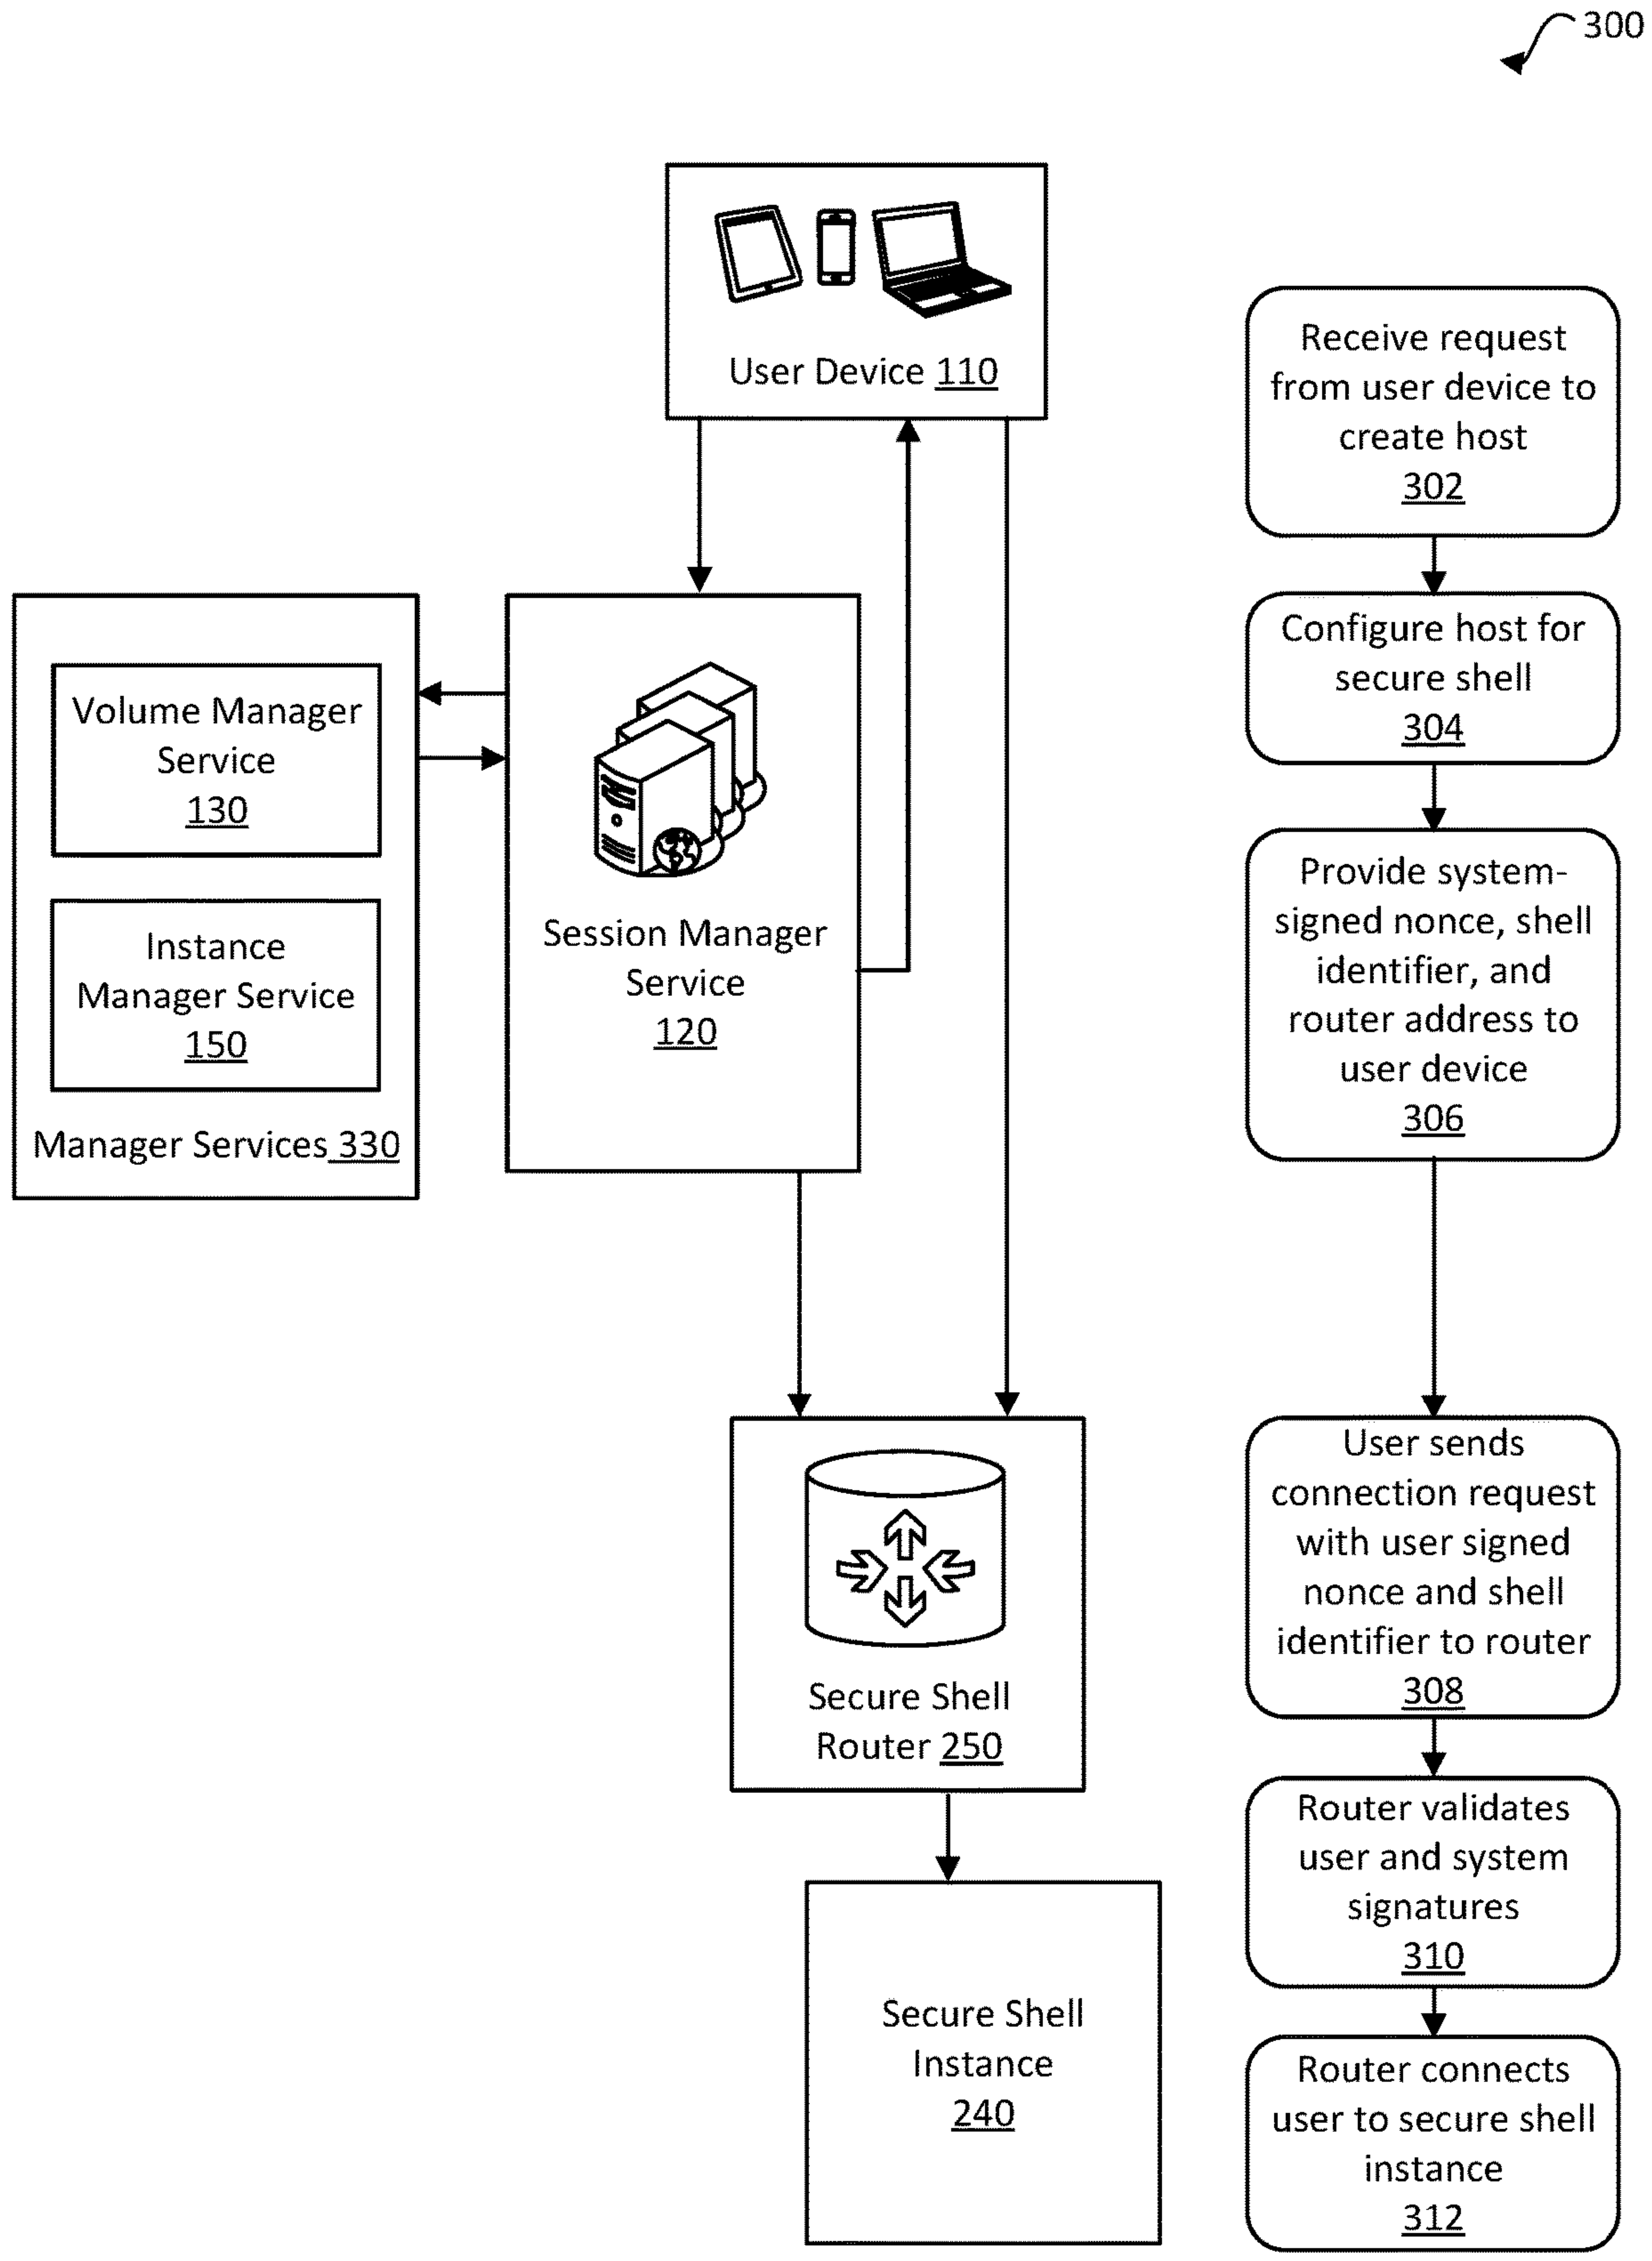 300
User Device 110
Volume Manager
Service
130
Instance
Manager Service
150
Manager Services 330
Session Manager
Service
120
Secure Shell
Router 250
Secure Shell
Instance
240
Receive request
from user device to
create host
302
Configure host for
secure shell
304
Provide system-
signed nonce, shell
identifier, and
router address to
user device
306
User sends
connection request
with user signed
nonce and shell
identifier to router
308
Router validates
user and system
signatures
310
Router connects
user to secure shell
instance
312